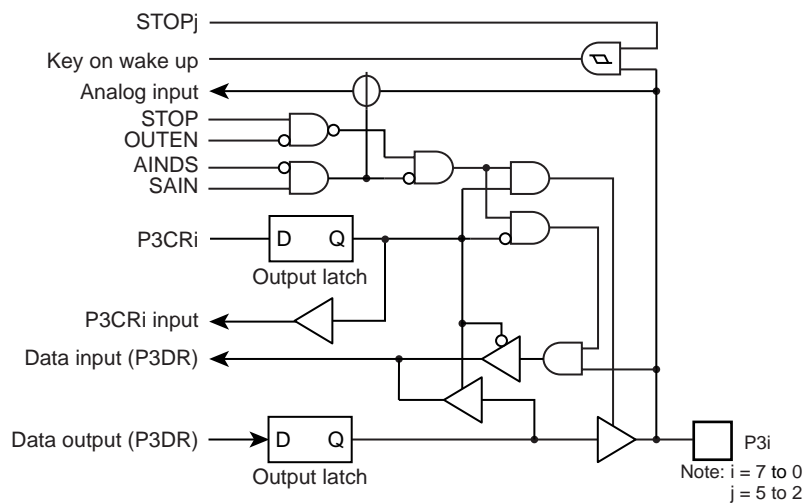 STOPj
Key on wake up
Analog input
STOP
OUTEN
AINDS
SAIN
P3CRi
D Q
Output latch
P3CRi input
Data input (P3DR)
Data output (P3DR)
D Q
Output latch
P3i
Note: i = 7 to 0
j = 5 to 2